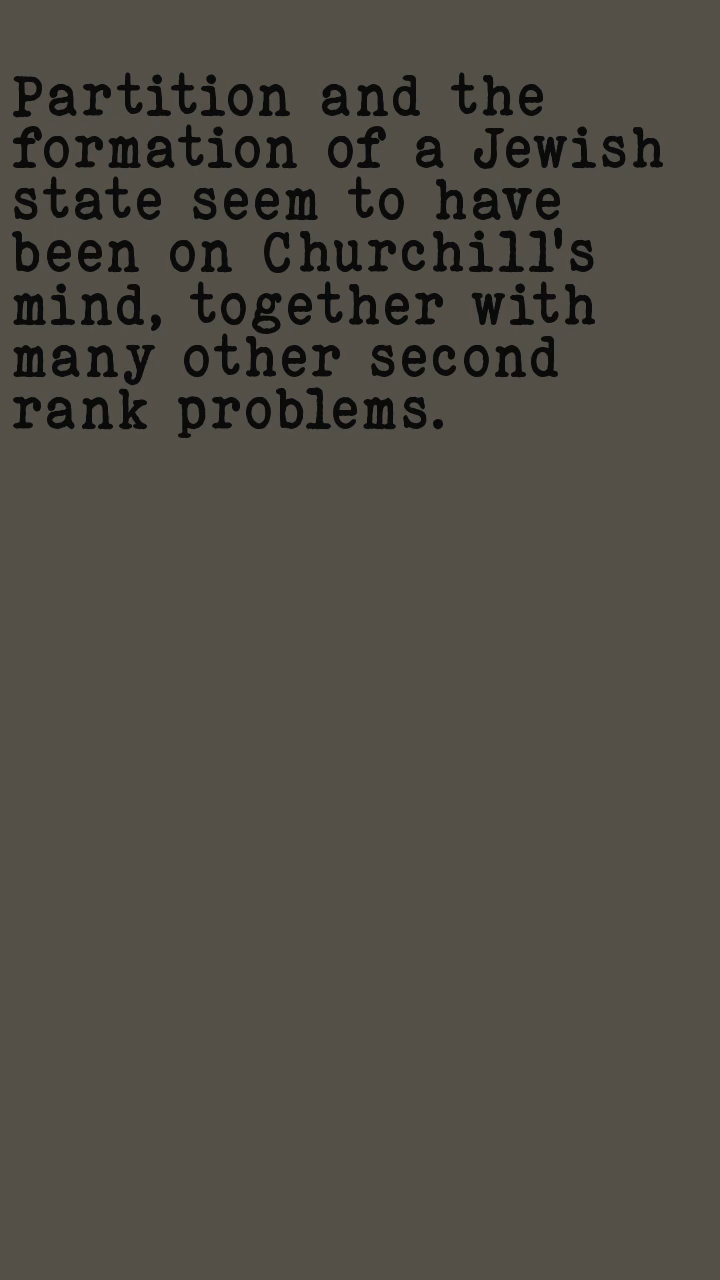 Partition and the
formation of a Jewish
state seem to have
been on Churchill's
mind, together with
many other second
rank problems.